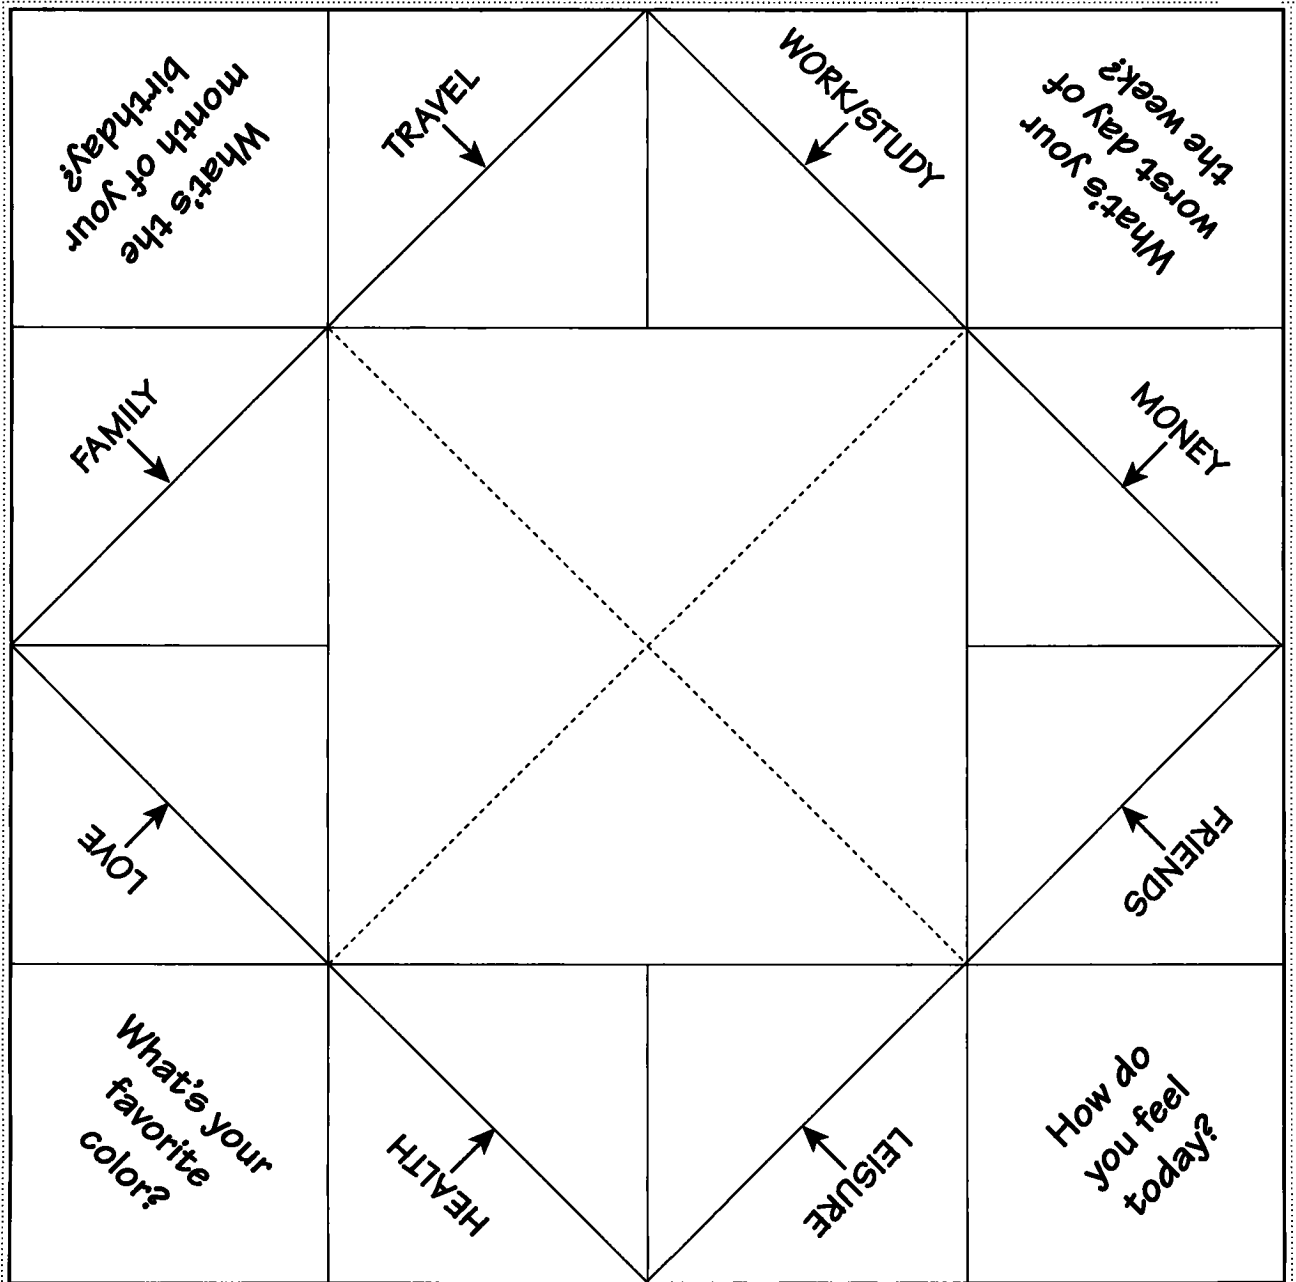 What's the
month of your
birthday?
TRAVEL
WORK/STUDY
What's your
worst day of
the week?
FAMILY
MONEY
LOVE
FRIENDS
What's your
favorite
color?
HEALTH
LEISURE
How do
you feel
today?